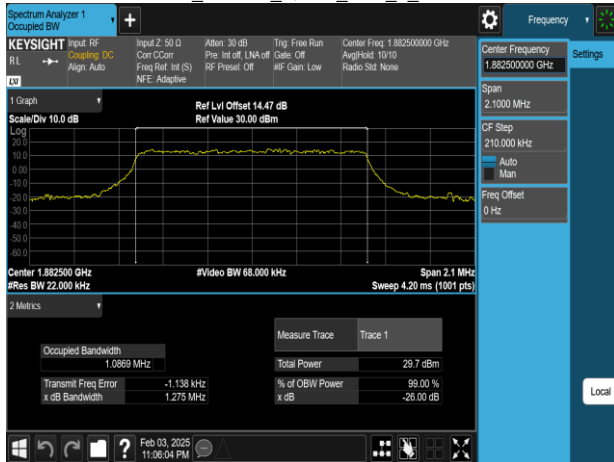 Spectrum Analyzer 1
Occupied BW
Frequency
KEYSIGHT
RL
LXI
Input: RF
Coupling: DC
Align: Auto
Input Z: 50 Ω
Corr CCorr
Freq Ref: Int (S)
NFE: Adaptive
Atten: 30 dB
Pre: Int off, LNA off
RF Preset: Off
Trig: Free Run
Gate: Off
#IF Gain: Low
Center Freq: 1.882500000 GHz
Avg|Hold: 10/10
Radio Std: None
Center Frequency
1.882500000 GHz
Settings
Span
2.1000 MHz
CF Step
210.000 kHz
Auto
Man
Freq Offset
0 Hz
Local
1 Graph
Scale/Div 10.0 dB
Ref Lvl Offset 14.47 dB
Ref Value 30.00 dBm
Log
20.0
10.0
0.00
-10.0
-20.0
-30.0
-40.0
-50.0
-60.0
Center 1.882500 GHz
#Res BW 22.000 kHz
#Video BW 68.000 kHz
Span 2.1 MHz
Sweep 4.20 ms (1001 pts)
2 Metrics
Measure Trace Trace 1
Occupied Bandwidth
1.0869 MHz
Total Power 29.7 dBm
Transmit Freq Error -1.138 kHz
% of OBW Power 99.00 %
x dB Bandwidth 1.275 MHz
x dB -26.00 dB
?
Feb 03, 2025
11:06:04 PM